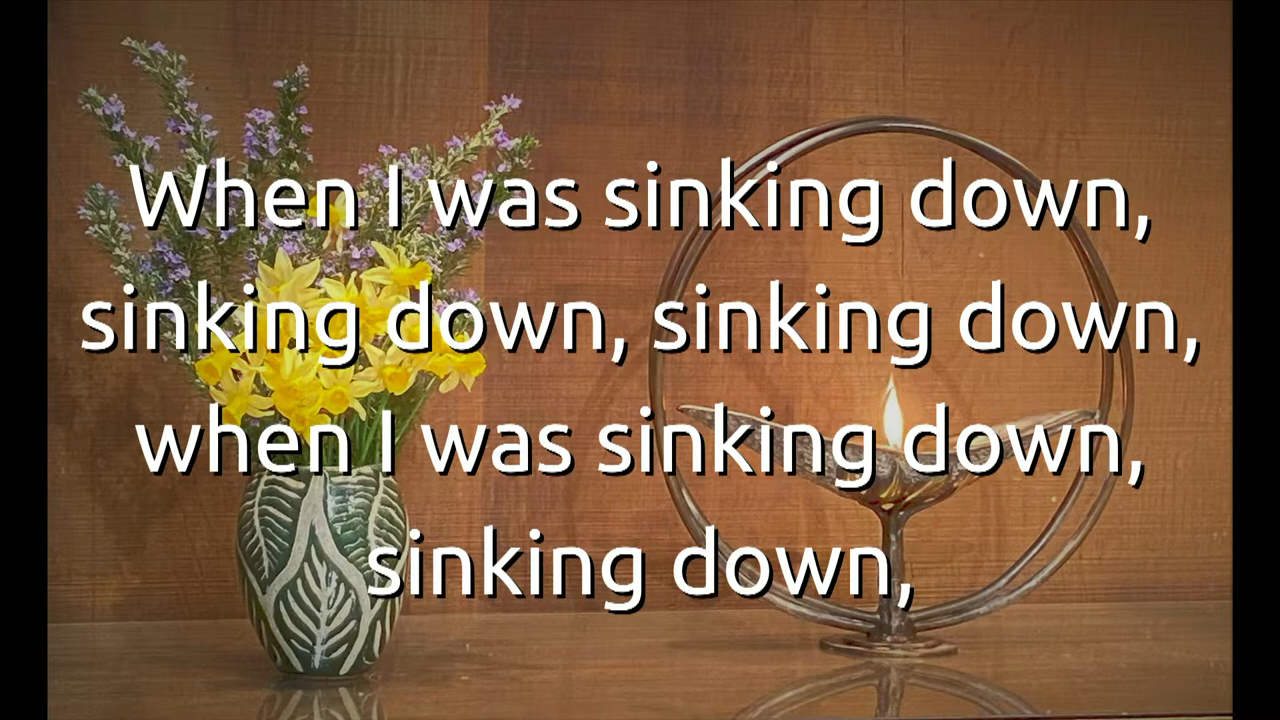 When I was sinking down,
sinking down, sinking down,
when I was sinking down,
sinking down,